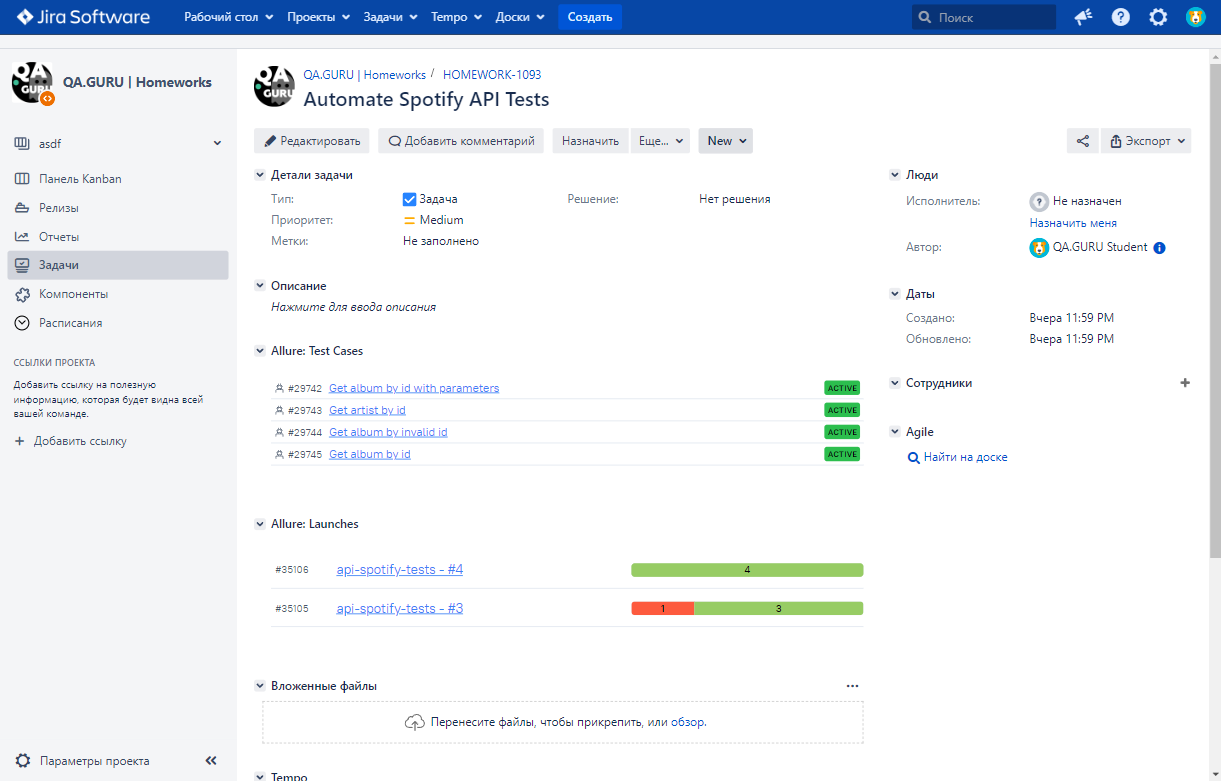 Jira Software
Рабочий стол Проекты Задачи Tempo Доски Создать Поиск
QA GURU
QA.GURU | Homeworks
asdf
Панель Kanban
Релизы
Отчеты
Задачи
Компоненты
Расписания
ССЫЛКИ ПРОЕКТА
Добавить ссылку на полезную
информацию, которая будет видна всей
вашей команде.
Добавить ссылку
Параметры проекта
QA GURU
QA.GURU | Homeworks / HOMEWORK-1093
Automate Spotify API Tests
Редактировать Добавить комментарий Назначить Еще... New Экспорт
Детали задачи
Тип: Задача Решение: Нет решения
Приоритет: Medium
Метки: Не заполнено
Описание
Нажмите для ввода описания
Allure: Test Cases
#29742 Get album by id with parameters ACTIVE
#29743 Get artist by id ACTIVE
#29744 Get album by invalid id ACTIVE
#29745 Get album by id ACTIVE
Allure: Launches
#35106 api-spotify-tests - #4 4
#35105 api-spotify-tests - #3 1 3
Вложенные файлы
Перенесите файлы, чтобы прикрепить, или обзор.
Tempo
Люди
Исполнитель: Не назначен
Назначить меня
Автор: QA.GURU Student
Даты
Создано: Вчера 11:59 PM
Обновлено: Вчера 11:59 PM
Сотрудники
Agile
Найти на доске